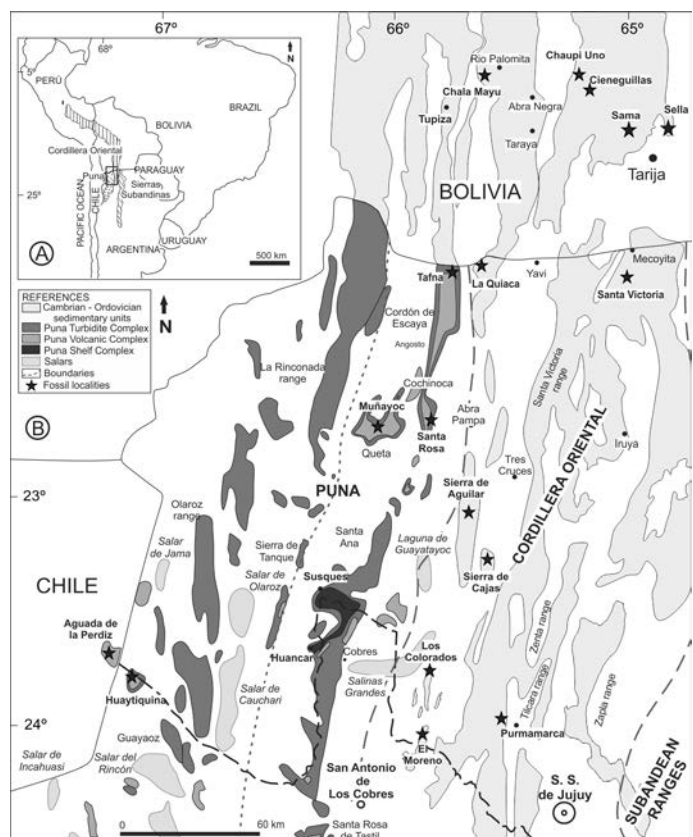 67°
66°
65°
68°
N
5°
PERÚ
BRAZIL
BOLIVIA
Cordillera Oriental
Puna
PARAGUAY
Sierras
Subandinas
25°
PACIFIC OCEAN
CHILE
URUGUAY
ARGENTINA
A
500 km
REFERENCES
Cambrian - Ordovician
sedimentary units
Puna Turbidite Complex
Puna Volcanic Complex
Puna Shelf Complex
Salars
Boundaries
Fossil localities
N
B
Rio Palomita
Chaupi Uno
Chala Mayu
Cieneguillas
Tupiza
Abra Negra
Sama
Sella
Taraya
Tarija
BOLIVIA
Mecoyita
Tafna
La Quiaca
Yavi
Santa Victoria
Cordón de
Escaya
Angosto
La Rinconada
range
Cochinoca
Santa Victoria
range
Muñayoc
Abra
Pampa
Santa
Rosa
Queta
Iruya
Tres
Cruces
CORDILLERA ORIENTAL
PUNA
Sierra de
Aguilar
23°
23°
Olaroz
range
Santa
Ana
Laguna de
Guayatayoc
Salar
de Jama
Sierra de
Tanque
Sierra de
Cajas
Salar de
Olaroz
Susques
CHILE
Aguada de
la Perdiz
Huancar
Cobres
Los
Colorados
Zenta range
Salinas
Grandes
Tilcara range
Zapla range
Huaytiquina
Salar de
Cauchari
24°
24°
Guayaoz
Purmamarca
El
Moreno
Salar de
Incahuasi
Salar del
Rincón
San Antonio
de
Los Cobres
S. S.
de Jujuy
SUBANDEAN
RANGES
0
60 km
Santa Rosa
de Tastil